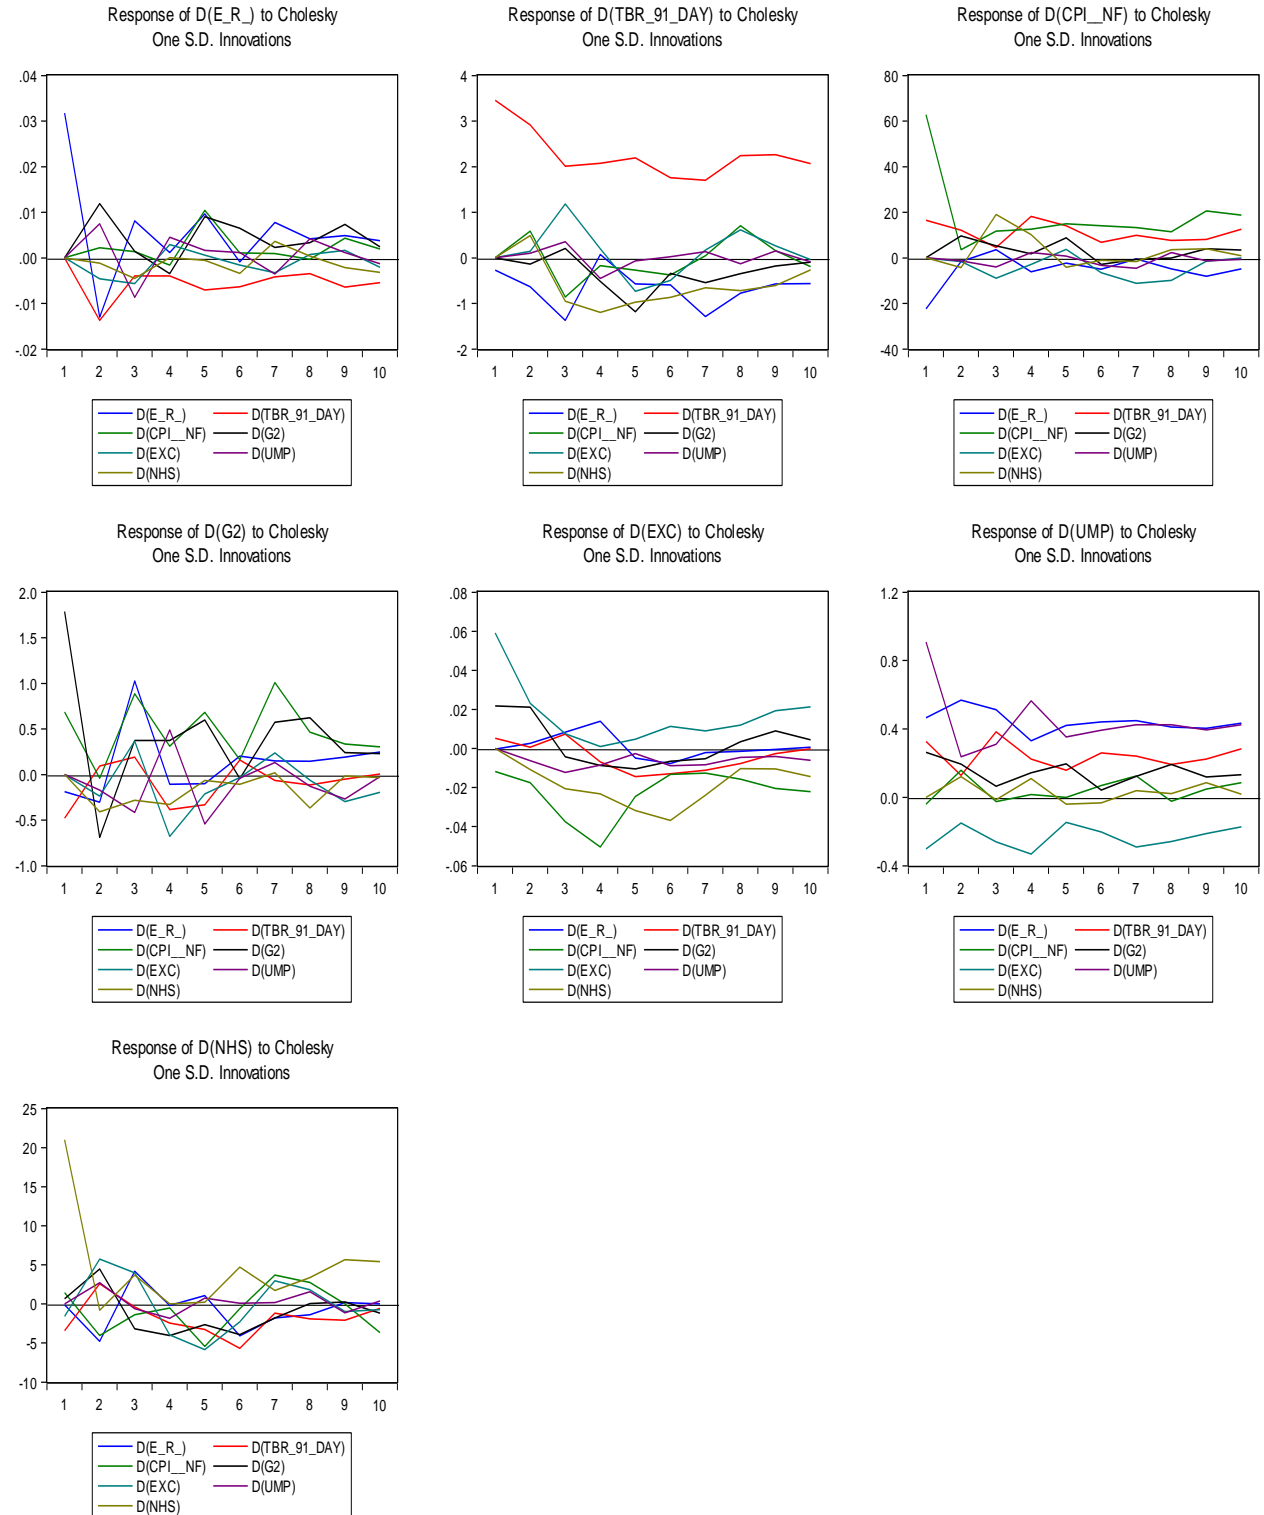 Response of D(E_R_) to Cholesky
One S.D. Innovations
.04
.03
.02
.01
.00
-.01
-.02
1 2 3 4 5 6 7 8 9 10
D(E_R_) D(TBR_91_DAY)
D(CPI__NF) D(G2)
D(EXC) D(UMP)
D(NHS)
Response of D(TBR_91_DAY) to Cholesky
One S.D. Innovations
4
3
2
1
0
-1
-2
1 2 3 4 5 6 7 8 9 10
D(E_R_) D(TBR_91_DAY)
D(CPI__NF) D(G2)
D(EXC) D(UMP)
D(NHS)
Response of D(CPI__NF) to Cholesky
One S.D. Innovations
80
60
40
20
0
-20
-40
1 2 3 4 5 6 7 8 9 10
D(E_R_) D(TBR_91_DAY)
D(CPI__NF) D(G2)
D(EXC) D(UMP)
D(NHS)
Response of D(G2) to Cholesky
One S.D. Innovations
2.0
1.5
1.0
0.5
0.0
-0.5
-1.0
1 2 3 4 5 6 7 8 9 10
D(E_R_) D(TBR_91_DAY)
D(CPI__NF) D(G2)
D(EXC) D(UMP)
D(NHS)
Response of D(EXC) to Cholesky
One S.D. Innovations
.08
.06
.04
.02
.00
-.02
-.04
-.06
1 2 3 4 5 6 7 8 9 10
D(E_R_) D(TBR_91_DAY)
D(CPI__NF) D(G2)
D(EXC) D(UMP)
D(NHS)
Response of D(UMP) to Cholesky
One S.D. Innovations
1.2
0.8
0.4
0.0
-0.4
1 2 3 4 5 6 7 8 9 10
D(E_R_) D(TBR_91_DAY)
D(CPI__NF) D(G2)
D(EXC) D(UMP)
D(NHS)
Response of D(NHS) to Cholesky
One S.D. Innovations
25
20
15
10
5
0
-5
-10
1 2 3 4 5 6 7 8 9 10
D(E_R_) D(TBR_91_DAY)
D(CPI__NF) D(G2)
D(EXC) D(UMP)
D(NHS)